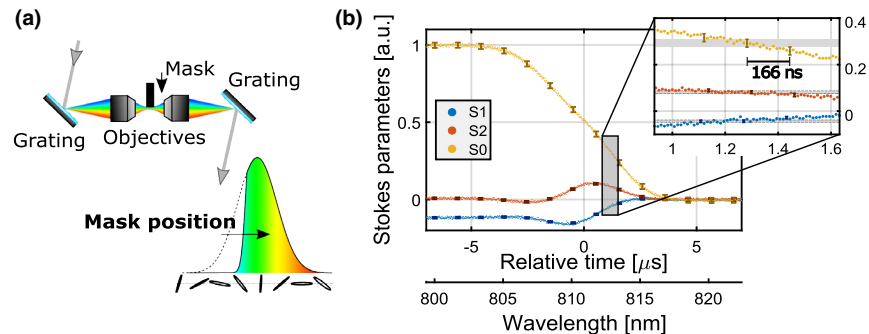 (a)
Mask
Grating
Grating
Objectives
Mask position
(b)
Stokes parameters [a.u.]
1
0.5
0
S1
S2
S0
-5
0
5
Relative time [μs]
800
805
810
815
820
Wavelength [nm]
0.4
0.2
0
166 ns
1
1.2
1.4
1.6